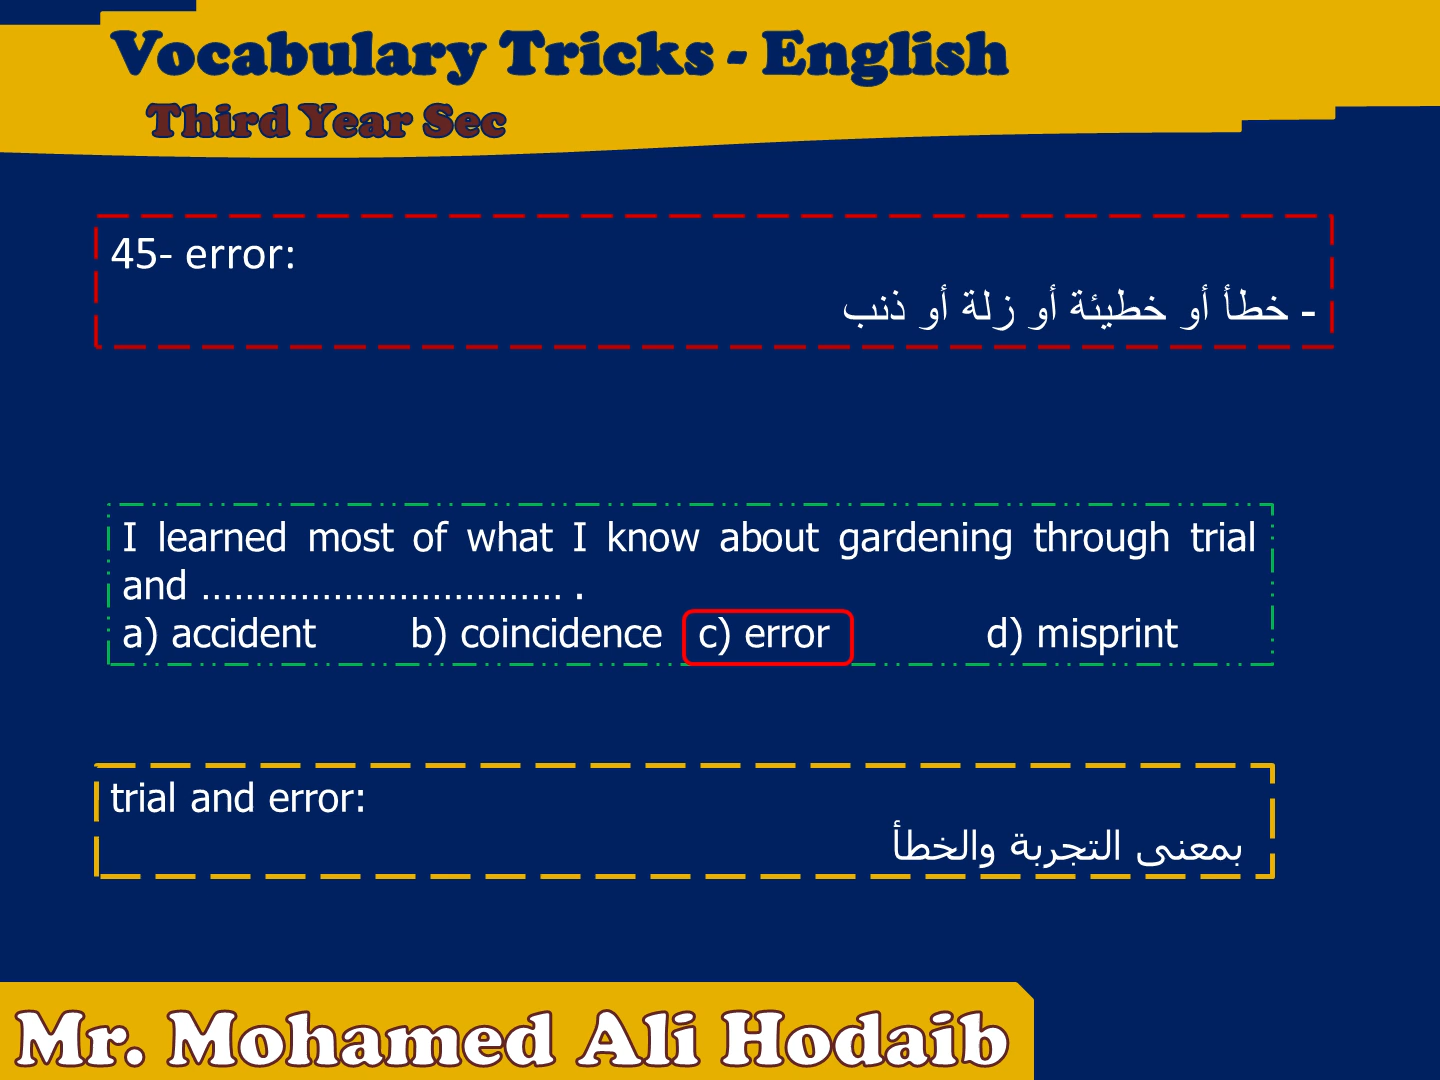 Vocabulary Tricks - English
Third Year Sec
45- error:
- خطأ أو خطيئة أو زلة أو ذنب
I learned most of what I know about gardening through trial
and …………………………… .
a) accident b) coincidence c) error d) misprint
trial and error:
بمعنى التجربة والخطأ
Mr. Mohamed Ali Hodaib